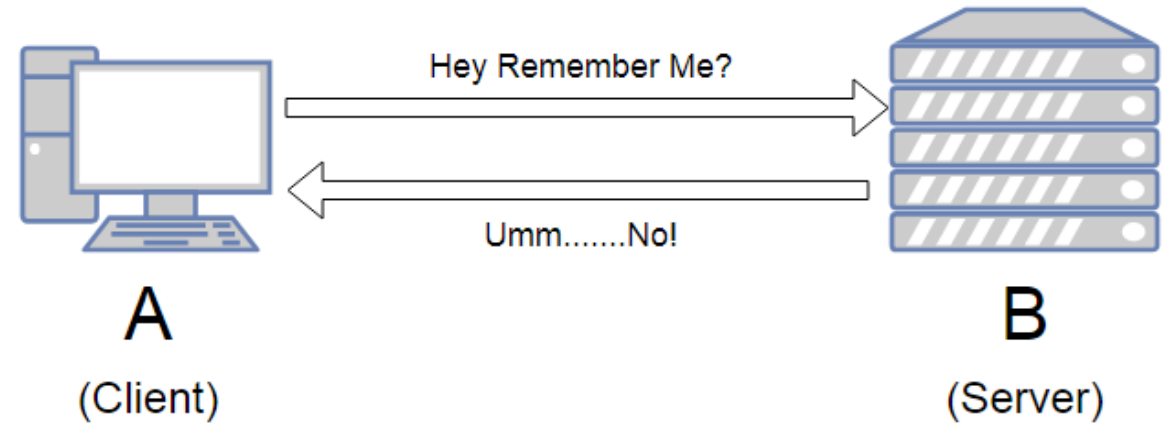 Hey Remember Me?
Umm.......No!
A
B
(Client)
(Server)